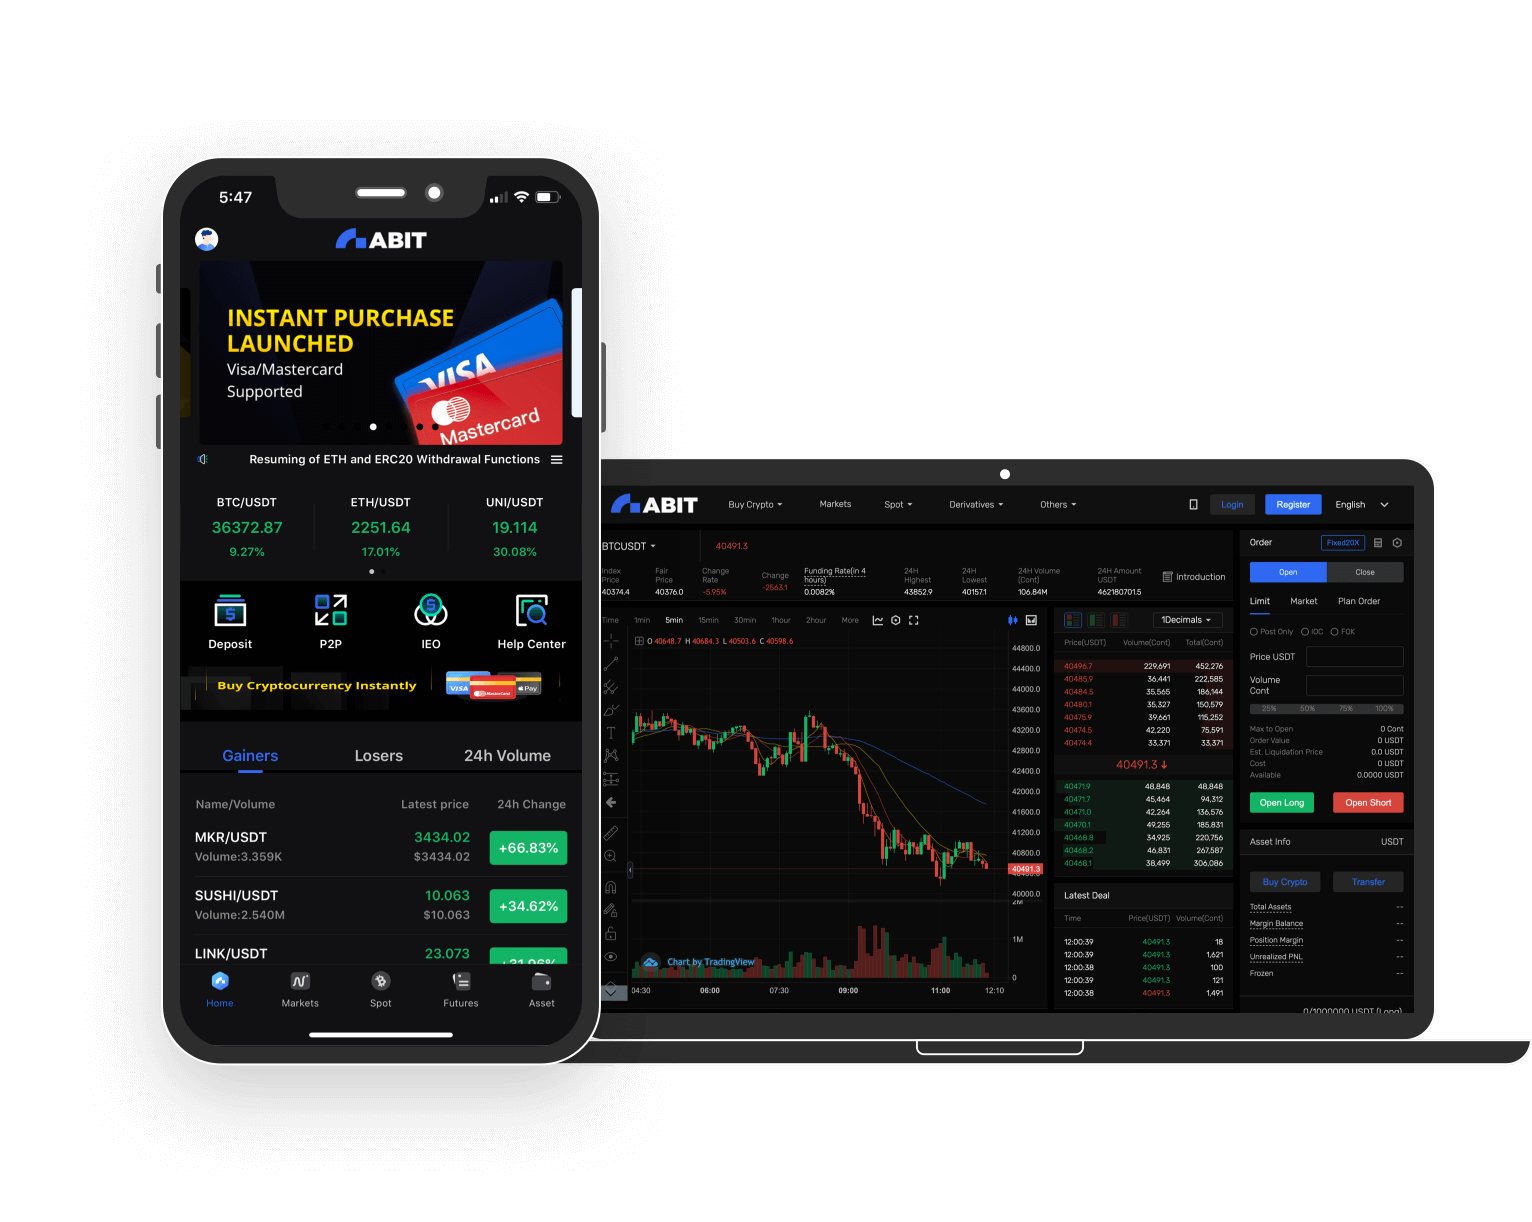 5:47
ABIT
INSTANT PURCHASE
LAUNCHED
Visa/Mastercard
Supported
VISA
Mastercard
Resuming of ETH and ERC20 Withdrawal Functions
BTC/USDT ETH/USDT UNI/USDT
36372.87 2251.64 19.114
9.27% 17.01% 30.08%
Deposit P2P IEO Help Center
Buy Cryptocurrency Instantly
VISA MasterCard Pay
Gainers Losers 24h Volume
Name/Volume Latest price 24h Change
MKR/USDT 3434.02 +66.83%
Volume:3.359K $3434.02
SUSHI/USDT 10.063 +34.62%
Volume:2.540M $10.063
LINK/USDT 23.073 +31.96%
Home Markets Spot Futures Asset
ABIT Buy Crypto Markets Spot Derivatives Others Login Register English
BTCUSDT 40491.3
Index Price 40374.4
Fair Price 40376.0
Change Rate -5.95%
Change -2563.1
Funding Rate(in 4 hours) 0.0082%
24H Highest 43852.9
24H Lowest 40157.1
24H Volume (Cont) 106.84M
24H Amount USDT 462180701.5
Introduction
Time 1min 5min 15min 30min 1hour 2hour More
O 40648.7 H 40684.3 L 40503.6 C 40598.6
44800.0
44400.0
44000.0
43600.0
43200.0
42800.0
42400.0
42000.0
41600.0
41200.0
40800.0
40491.3
40000.0
2M
1M
0
Chart by TradingView
04:30 06:00 07:30 09:00 11:00 12:10
1Decimals
Price(USDT) Volume(Cont) Total(Cont)
40496.7 229,691 452,276
40485.9 36,441 222,585
40484.5 35,565 186,144
40480.1 35,327 150,579
40475.9 39,661 115,252
40474.5 42,220 75,591
40474.4 33,371 33,371
40491.3
40471.9 48,848 48,848
40471.7 45,464 94,312
40471.0 42,264 136,576
40470.1 49,255 185,831
40468.8 34,925 220,756
40468.2 46,831 267,587
40468.1 38,499 306,086
Latest Deal
Time Price(USDT) Volume(Cont)
12:00:39 40491.3 18
12:00:39 40491.3 1,621
12:00:38 40491.3 100
12:00:39 40491.3 121
12:00:38 40491.3 1,491
Order Fixed20X
Open Close
Limit Market Plan Order
Post Only IOC FOK
Price USDT
Volume
Cont
25% 50% 75% 100%
Max to Open 0 Cont
Order Value 0 USDT
Est. Liquidation Price 0.0 USDT
Cost 0 USDT
Available 0.0000 USDT
Open Long Open Short
Asset Info USDT
Buy Crypto Transfer
Total Assets --
Margin Balance --
Position Margin --
Unrealized PNL --
Frozen --
0/1000000 USDT (Long)